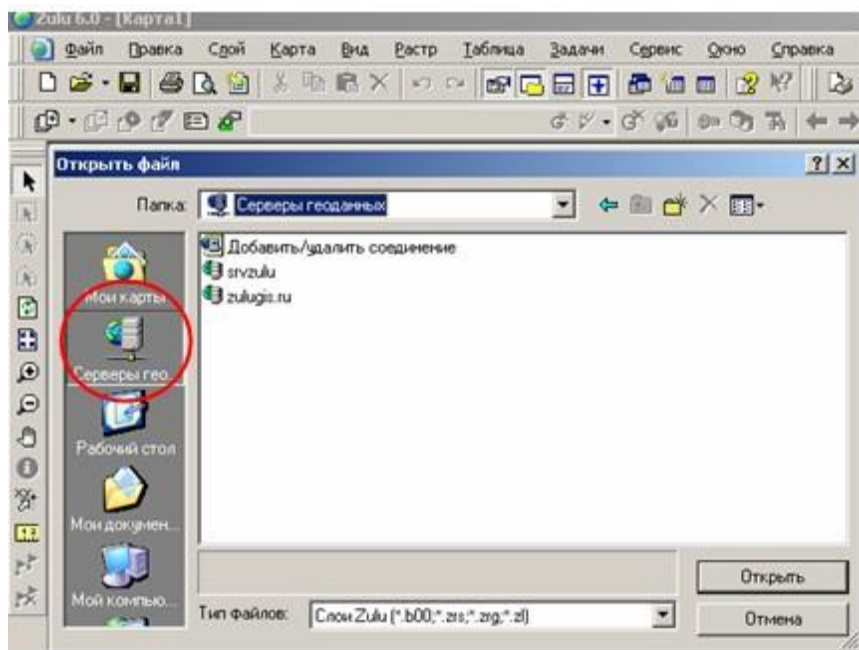 Zulu 6.0 - [Карта1]
Файл Правка Слой Карта Вид Растр Таблица Задачи Сервис Окно Справка
Открыть файл
Папка: Серверы геоданных
Мои карты
Серверы гео...
Рабочий стол
Мои докумен...
Мой компью...
Добавить/удалить соединение
srvzulu
zulugis.ru
Открыть
Тип файлов: Слои Zulu (*.b00;*.zrs;*.zrg;*.zl)
Отмена